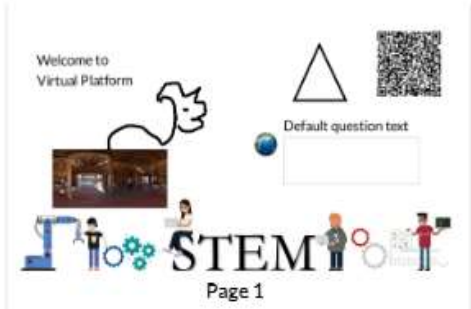 Welcome to
Virtual Platform
Default question text
STEM
Page 1